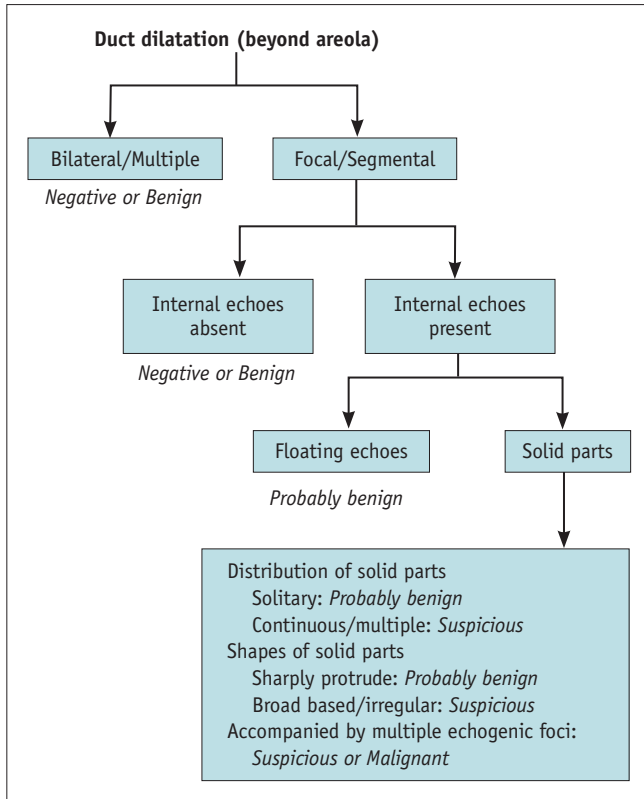 Duct dilatation (beyond areola)
Bilateral/Multiple
Focal/Segmental
Negative or Benign
Internal echoes
absent
Internal echoes
present
Negative or Benign
Floating echoes
Solid parts
Probably benign
Distribution of solid parts
Solitary: Probably benign
Continuous/multiple: Suspicious
Shapes of solid parts
Sharply protrude: Probably benign
Broad based/irregular: Suspicious
Accompanied by multiple echogenic foci:
Suspicious or Malignant